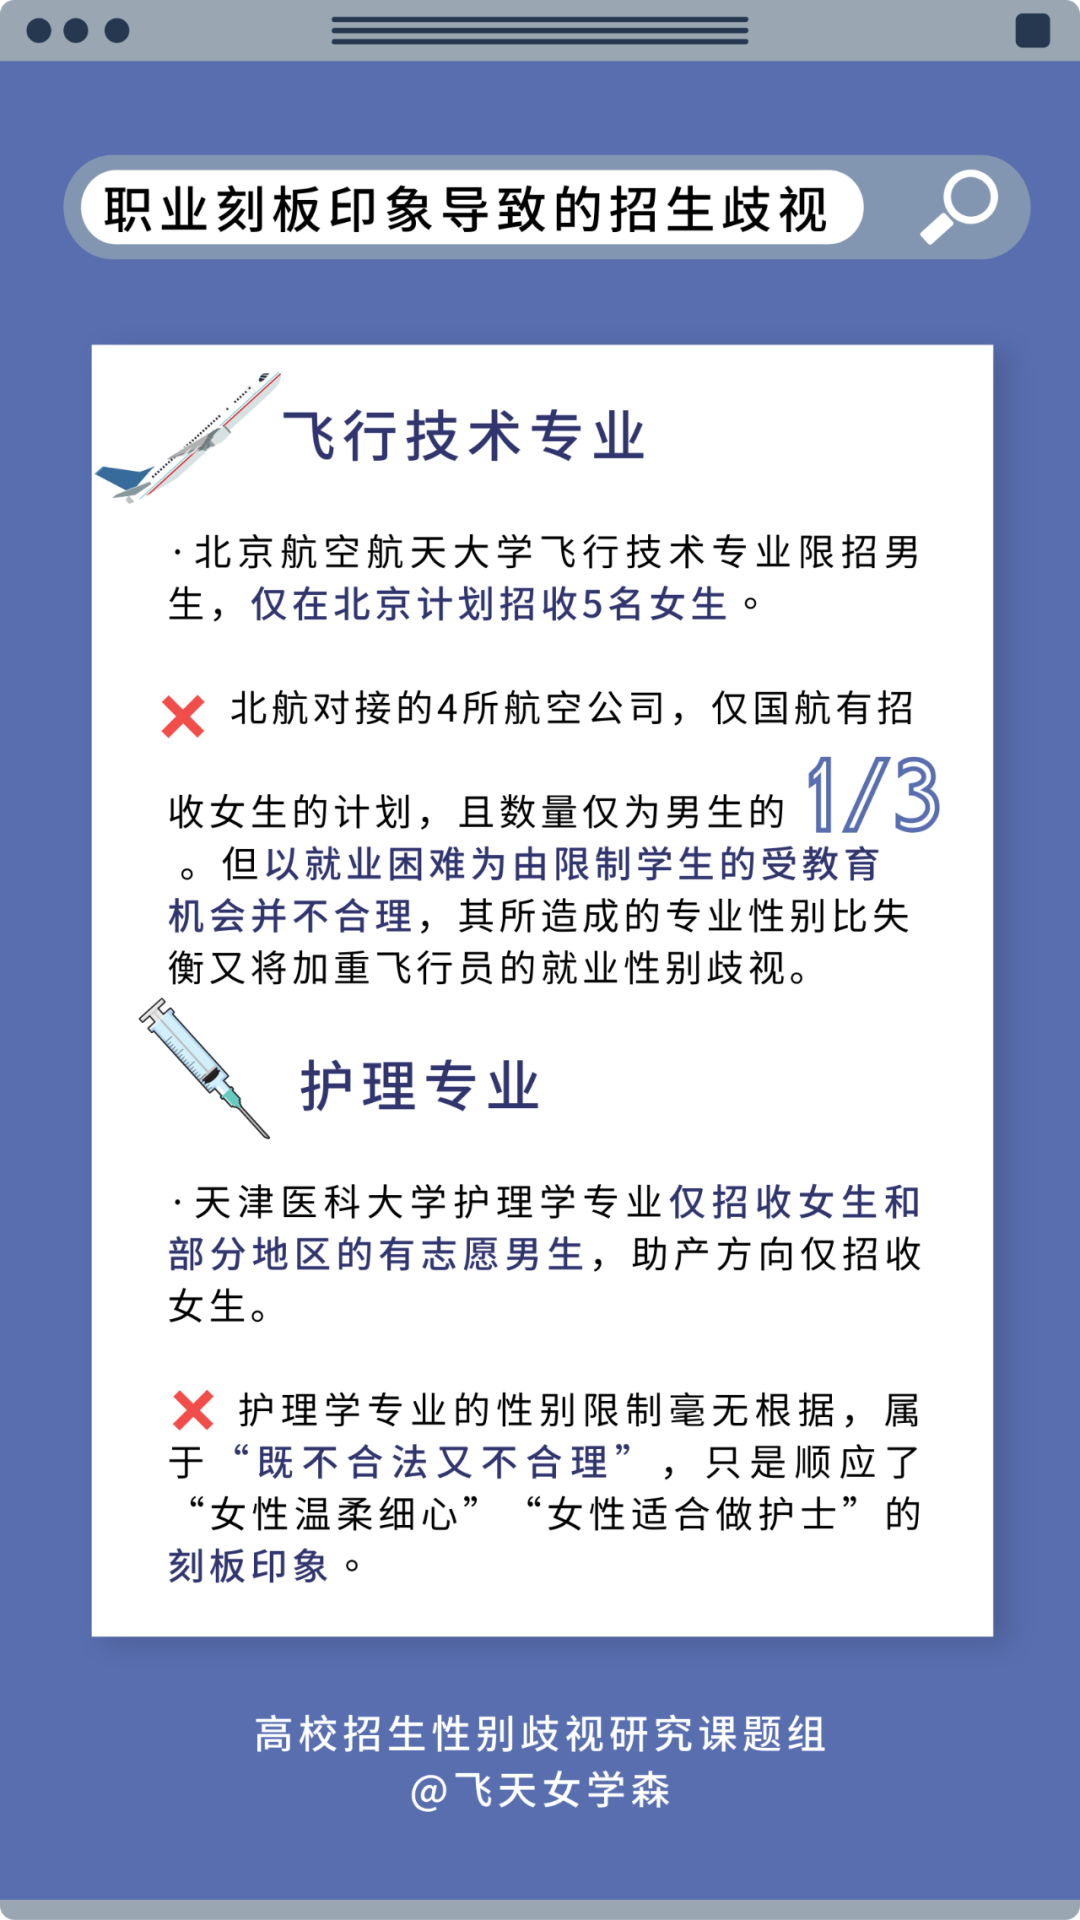 职业刻板印象导致的招生歧视
飞行技术专业
·北京航空航天大学飞行技术专业限招男
生，仅在北京计划招收5名女生。
北航对接的4所航空公司，仅国航有招
收女生的计划，且数量仅为男生的 1/3
。但以就业困难为由限制学生的受教育
机会并不合理，其所造成的专业性别比失
衡又将加重飞行员的就业性别歧视。
护理专业
·天津医科大学护理学专业仅招收女生和
部分地区的有志愿男生，助产方向仅招收
女生。
护理学专业的性别限制毫无根据，属
于“既不合法又不合理”，只是顺应了
“女性温柔细心”“女性适合做护士”的
刻板印象。
高校招生性别歧视研究课题组
@飞天女学森